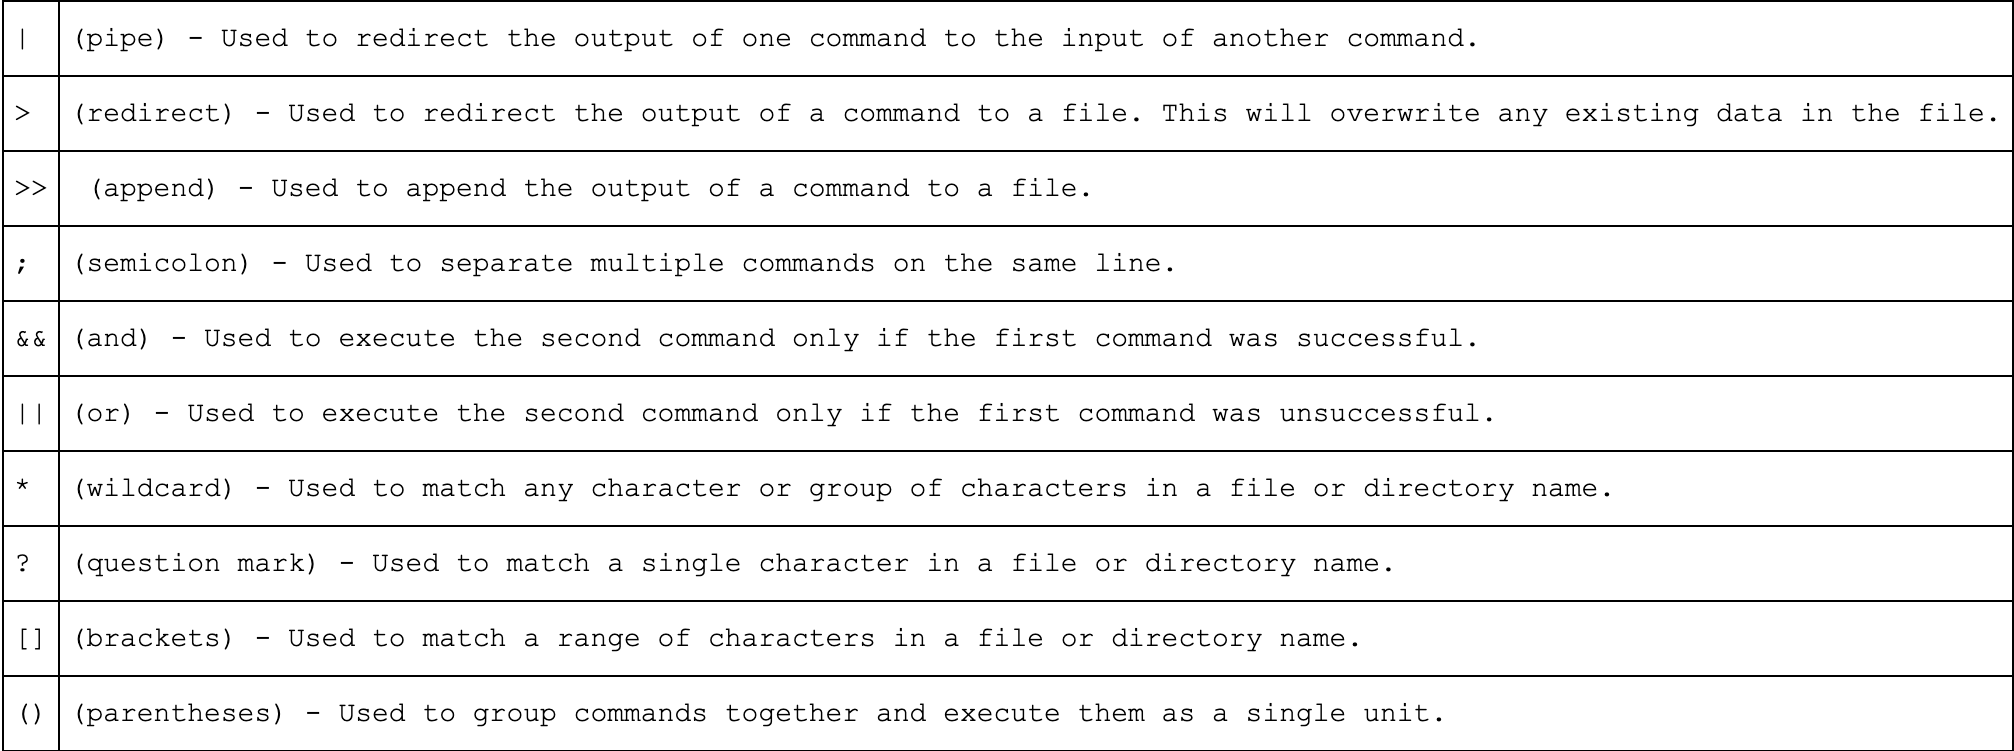 | (pipe) - Used to redirect the output of one command to the input of another command.
> (redirect) - Used to redirect the output of a command to a file. This will overwrite any existing data in the file.
>> (append) - Used to append the output of a command to a file.
; (semicolon) - Used to separate multiple commands on the same line.
&& (and) - Used to execute the second command only if the first command was successful.
|| (or) - Used to execute the second command only if the first command was unsuccessful.
* (wildcard) - Used to match any character or group of characters in a file or directory name.
? (question mark) - Used to match a single character in a file or directory name.
[] (brackets) - Used to match a range of characters in a file or directory name.
() (parentheses) - Used to group commands together and execute them as a single unit.